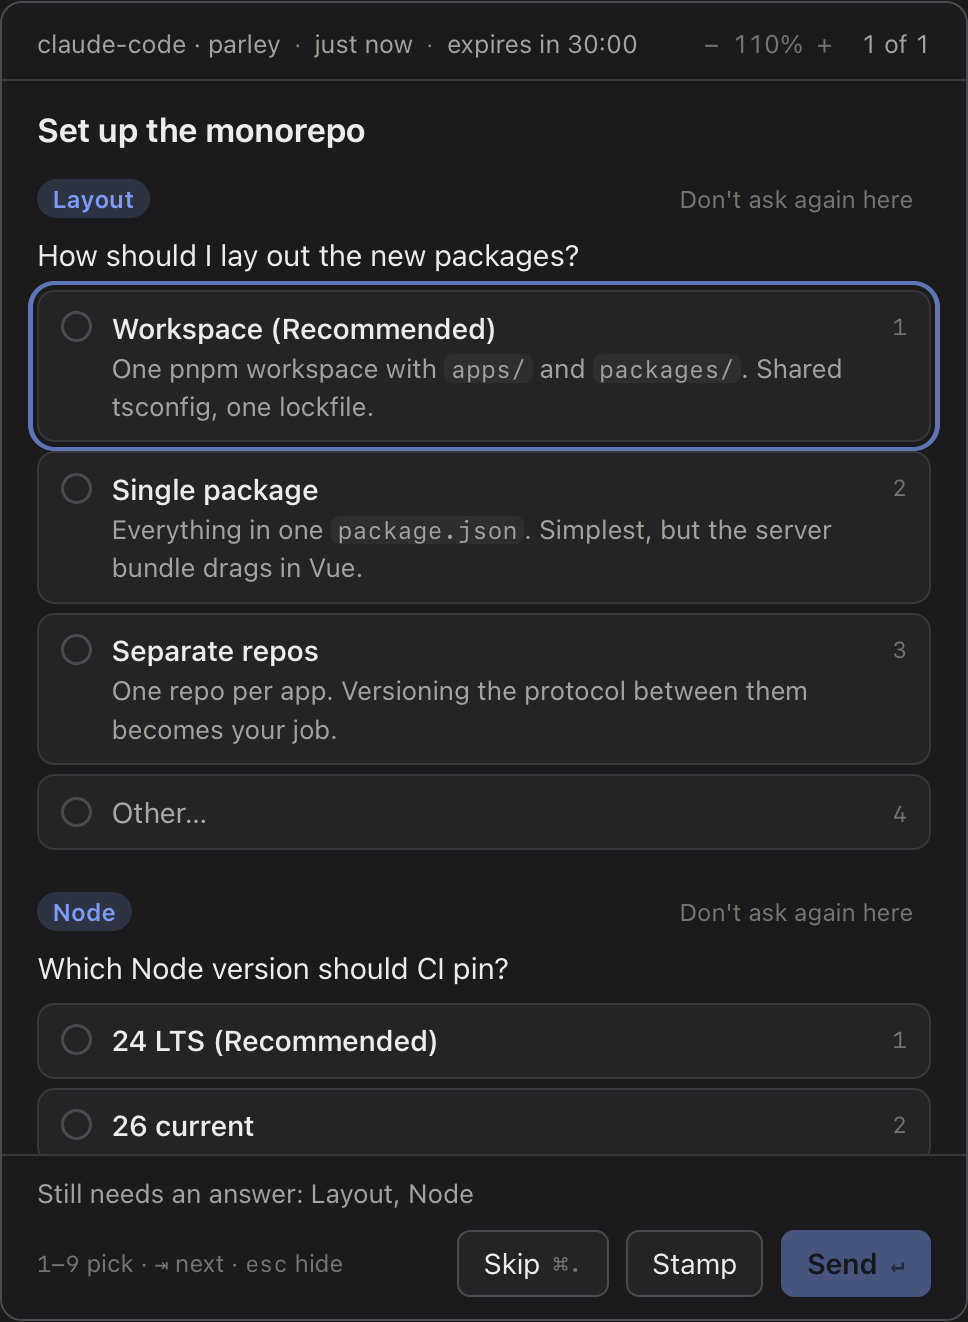 claude-code · parley · just now · expires in 30:00 − 110% + 1 of 1
Set up the monorepo
Layout Don't ask again here
How should I lay out the new packages?
Workspace (Recommended) 1
One pnpm workspace with apps/ and packages/. Shared
tsconfig, one lockfile.
Single package 2
Everything in one package.json. Simplest, but the server
bundle drags in Vue.
Separate repos 3
One repo per app. Versioning the protocol between them
becomes your job.
Other… 4
Node Don't ask again here
Which Node version should CI pin?
24 LTS (Recommended) 1
26 current 2
Still needs an answer: Layout, Node
1–9 pick · ⇥ next · esc hide Skip ⌘. Stamp Send ↵